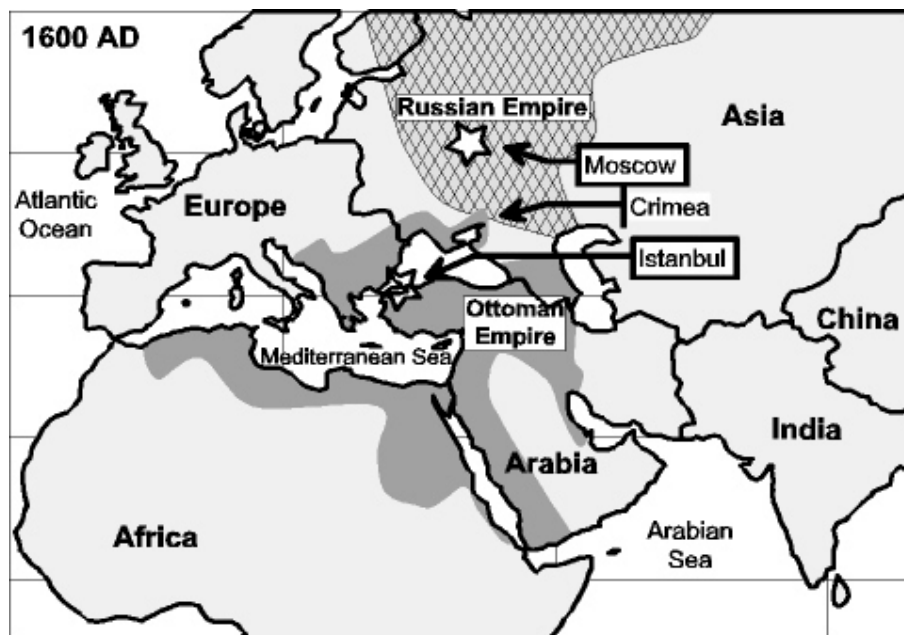 1600 AD
Russian Empire
Asia
Moscow
Atlantic
Ocean
Europe
Crimea
Istanbul
Ottoman
Empire
China
Mediterranean Sea
India
Arabia
Africa
Arabian
Sea